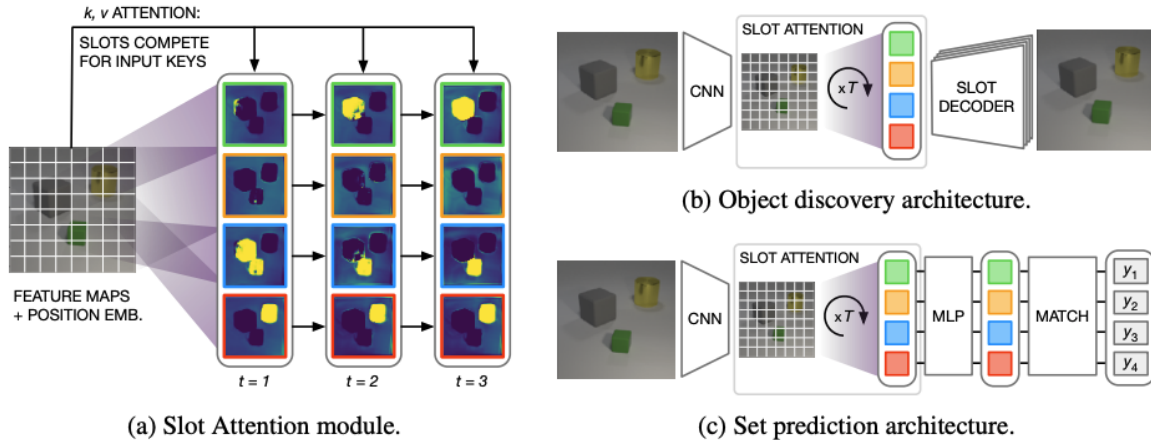 k, v ATTENTION:
SLOTS COMPETE
FOR INPUT KEYS
FEATURE MAPS
+ POSITION EMB.
t = 1
t = 2
t = 3
(a) Slot Attention module.
CNN
SLOT ATTENTION
x T
SLOT
DECODER
(b) Object discovery architecture.
CNN
SLOT ATTENTION
x T
MLP
MATCH
y1
y2
y3
y4
(c) Set prediction architecture.